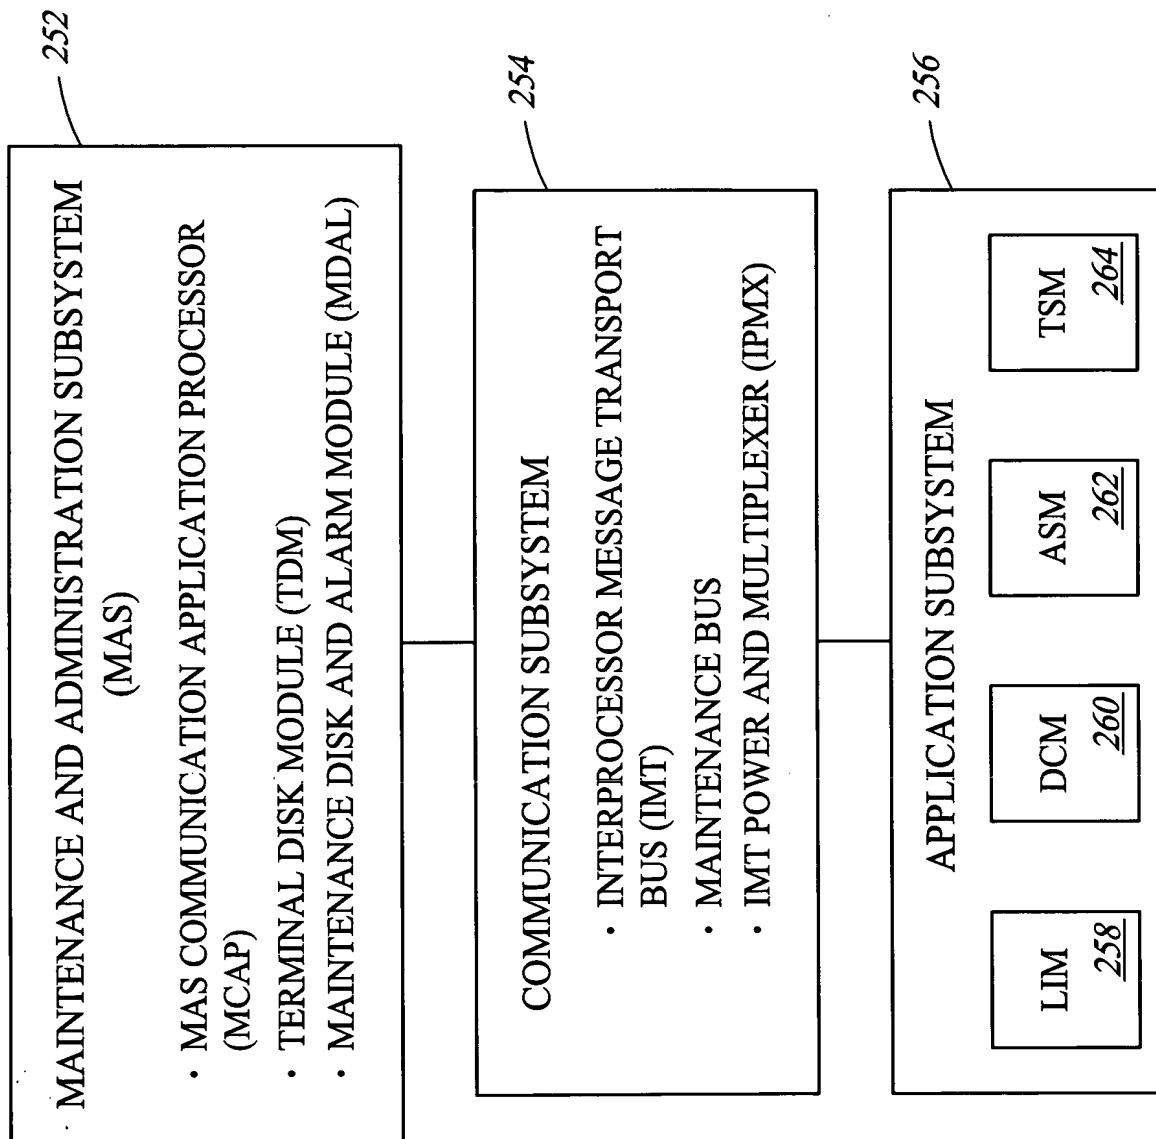 252
MAINTENANCE AND ADMINISTRATION SUBSYSTEM
(MAS)
• MAS COMMUNICATION APPLICATION PROCESSOR
(MCAP)
• TERMINAL DISK MODULE (TDM)
• MAINTENANCE DISK AND ALARM MODULE (MDAL)
254
COMMUNICATION SUBSYSTEM
• INTERPROCESSOR MESSAGE TRANSPORT
BUS (IMT)
• MAINTENANCE BUS
• IMT POWER AND MULTIPLEXER (IPMX)
256
APPLICATION SUBSYSTEM
LIM
258
DCM
260
ASM
262
TSM
264